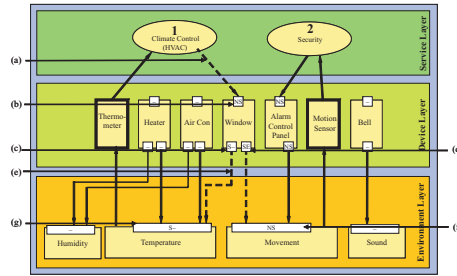 1
Climate Control
(HVAC)
2
Security
Service Layer
(a)
(b)
(c)
(e)
(g)
–
–
NS
NS
–
Thermo-
meter
Heater
Air Con
Window
Alarm
Control
Panel
Motion
Sensor
Bell
–
–
–
–
S–
SE
NS
–
Device Layer
–
S–
NS
–
Humidity
Temperature
Movement
Sound
Environment Layer